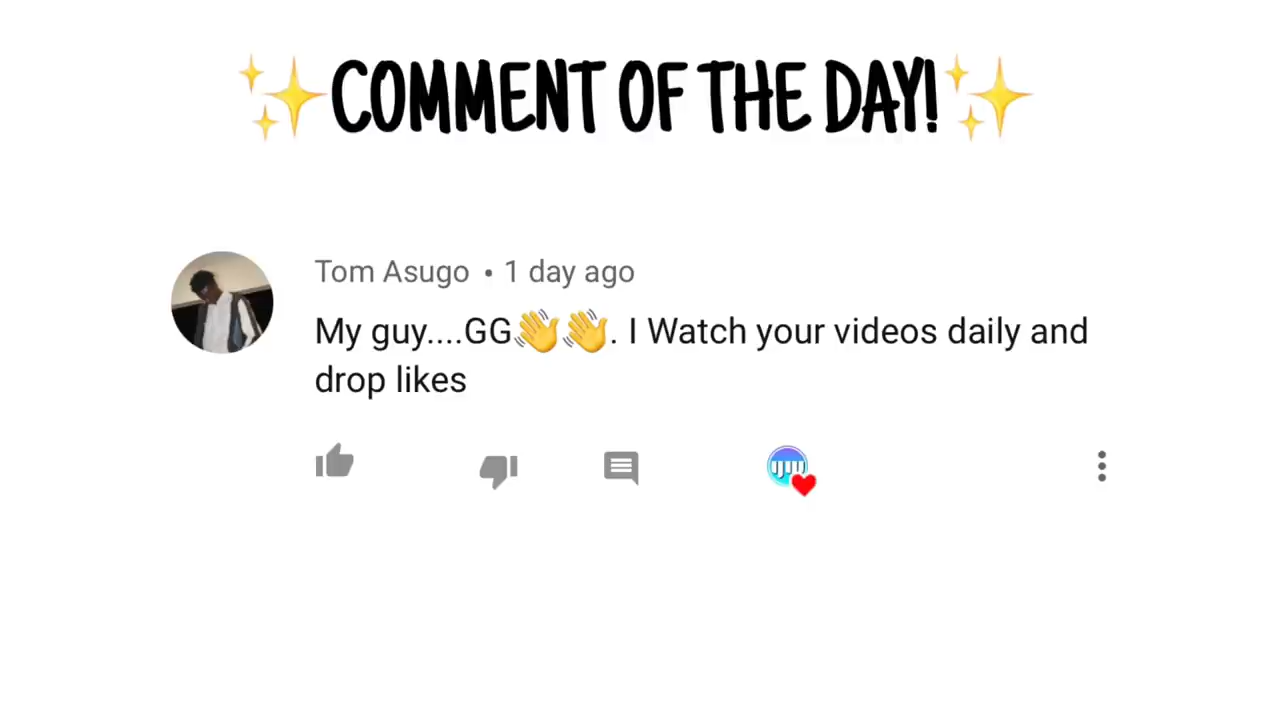 ✨COMMENT OF THE DAY!✨
Tom Asugo • 1 day ago
My guy....GG👋👋. I Watch your videos daily and
drop likes